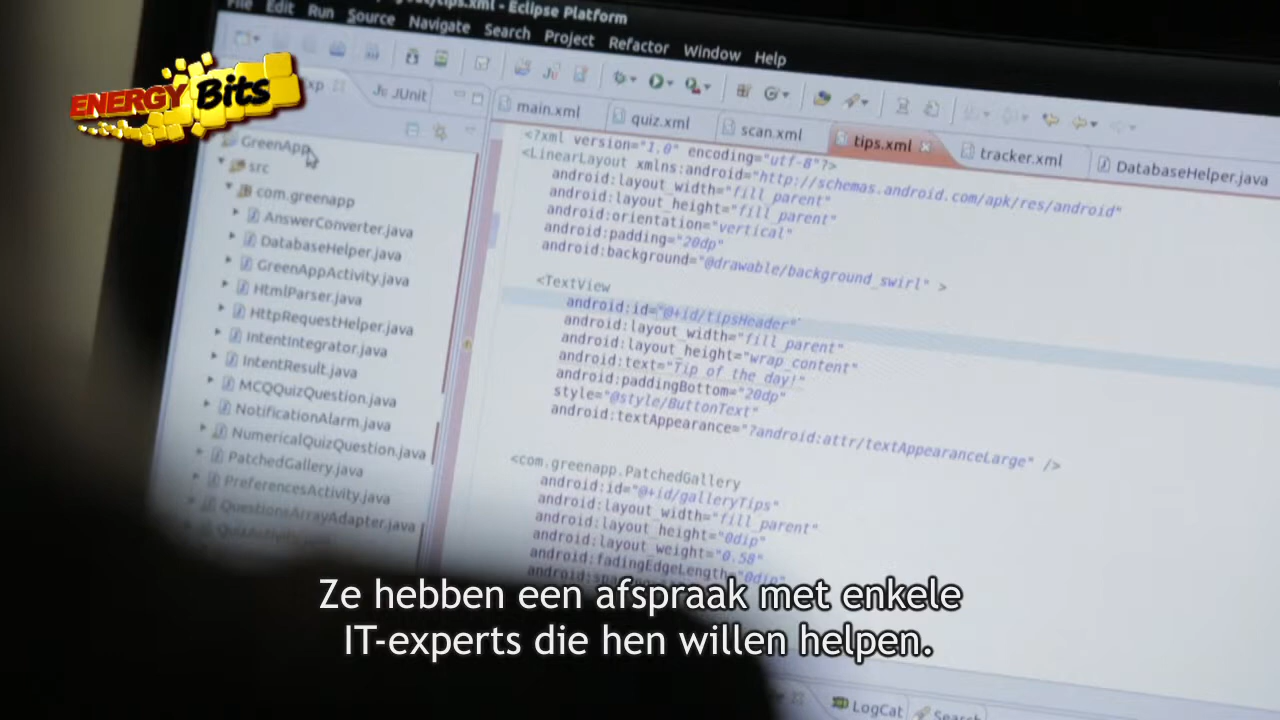 tips.xml - Eclipse Platform
File Edit Run Source Navigate Search Project Refactor Window Help
ENERGY Bits
JUnit
main.xml quiz.xml scan.xml tips.xml tracker.xml DatabaseHelper.java
GreenApp
src
com.greenapp
AnswerConverter.java
DatabaseHelper.java
GreenAppActivity.java
HtmlParser.java
HttpRequestHelper.java
IntentIntegrator.java
IntentResult.java
MCQQuizQuestion.java
NotificationAlarm.java
NumericalQuizQuestion.java
PatchedGallery.java
PreferencesActivity.java
QuestionsArrayAdapter.java
<?xml version="1.0" encoding="utf-8"?>
<LinearLayout xmlns:android="http://schemas.android.com/apk/res/android"
android:layout_width="fill_parent"
android:layout_height="fill_parent"
android:orientation="vertical"
android:padding="20dp"
android:background="@drawable/background_swirl" >
<TextView
android:id="@+id/tipsHeader"
android:layout_width="fill_parent"
android:layout_height="wrap_content"
android:text="Tip of the day!"
android:paddingBottom="20dp"
style="@style/ButtonText"
android:textAppearance="?android:attr/textAppearanceLarge" />
<com.greenapp.PatchedGallery
android:id="@+id/galleryTips"
android:layout_width="fill_parent"
android:layout_height="0dip"
android:layout_weight="0.58"
android:fadingEdgeLength="0dip"
Ze hebben een afspraak met enkele
IT-experts die hen willen helpen.
LogCat Search